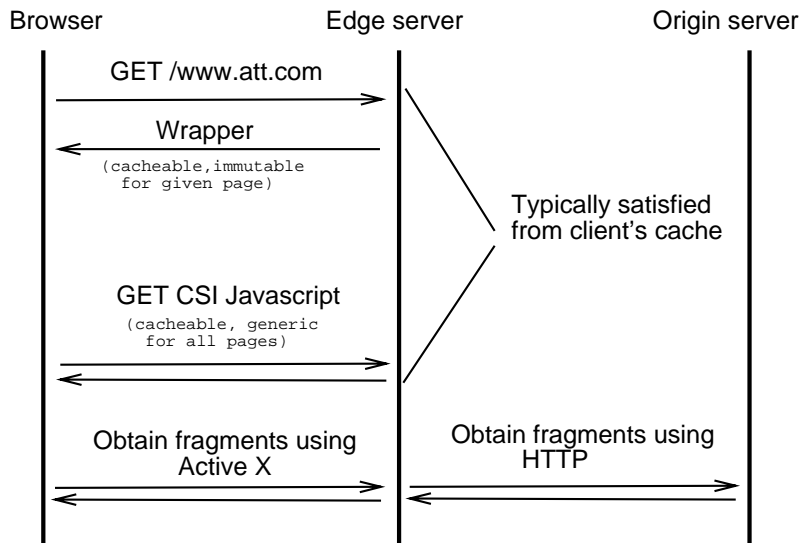 Browser
Edge server
Origin server
GET /www.att.com
Wrapper
(cacheable,immutable
for given page)
Typically satisfied
from client's cache
GET CSI Javascript
(cacheable, generic
for all pages)
Obtain fragments using
Active X
Obtain fragments using
HTTP